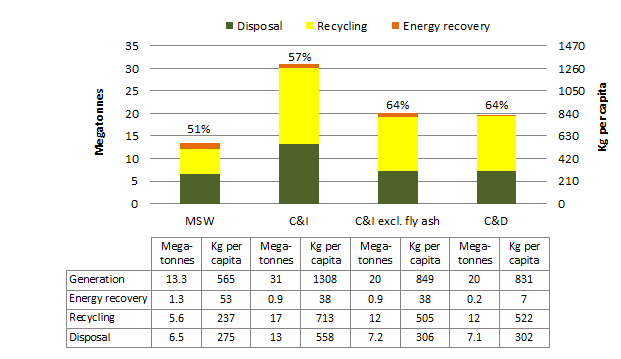 Disposal Recycling Energy recovery
35 1470
30 1260
25 1050
20 840
15 630
10 420
5 210
0 0
Megatonnes
Kg per capita
51% 57% 64% 64%
MSW C&I C&I excl. fly ash C&D
Mega- Kg per Mega- Kg per Mega- Kg per Mega- Kg per
tonnes capita tonnes capita tonnes capita tonnes capita
Generation 13.3 565 31 1308 20 849 20 831
Energy recovery 1.3 53 0.9 38 0.9 38 0.2 7
Recycling 5.6 237 17 713 12 505 12 522
Disposal 6.5 275 13 558 7.2 306 7.1 302